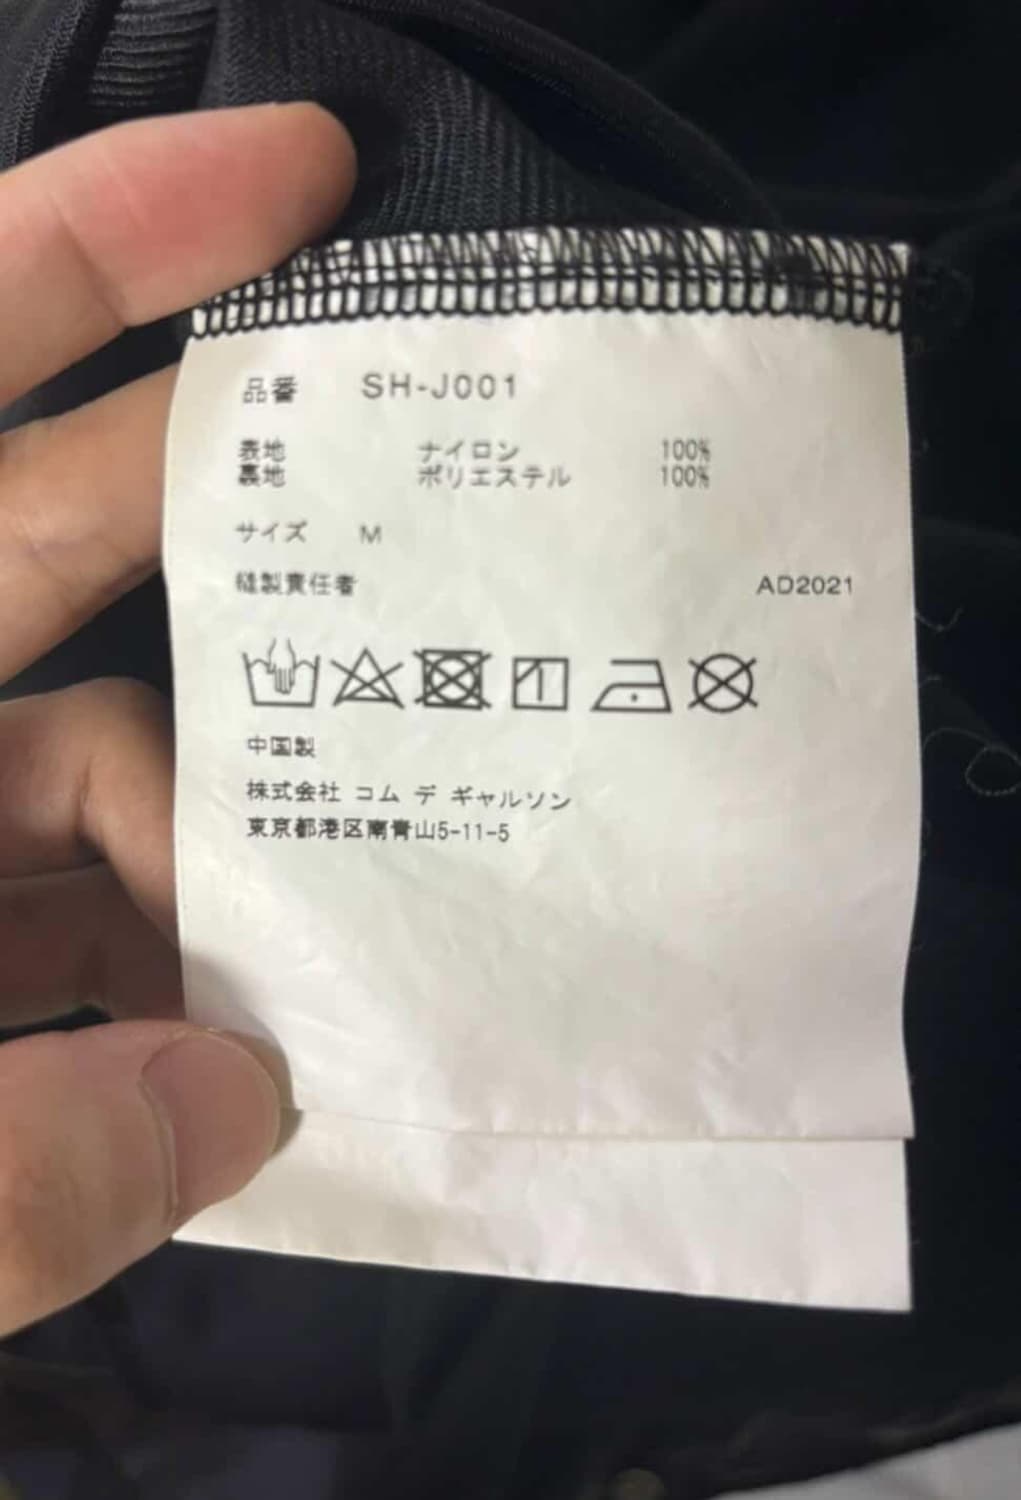 品番 SH-J001
表地 ナイロン 100%
裏地 ポリエステル 100%
サイズ M
縫製責任者 AD2021
中国製
株式会社 コム デ ギャルソン
東京都港区南青山5-11-5